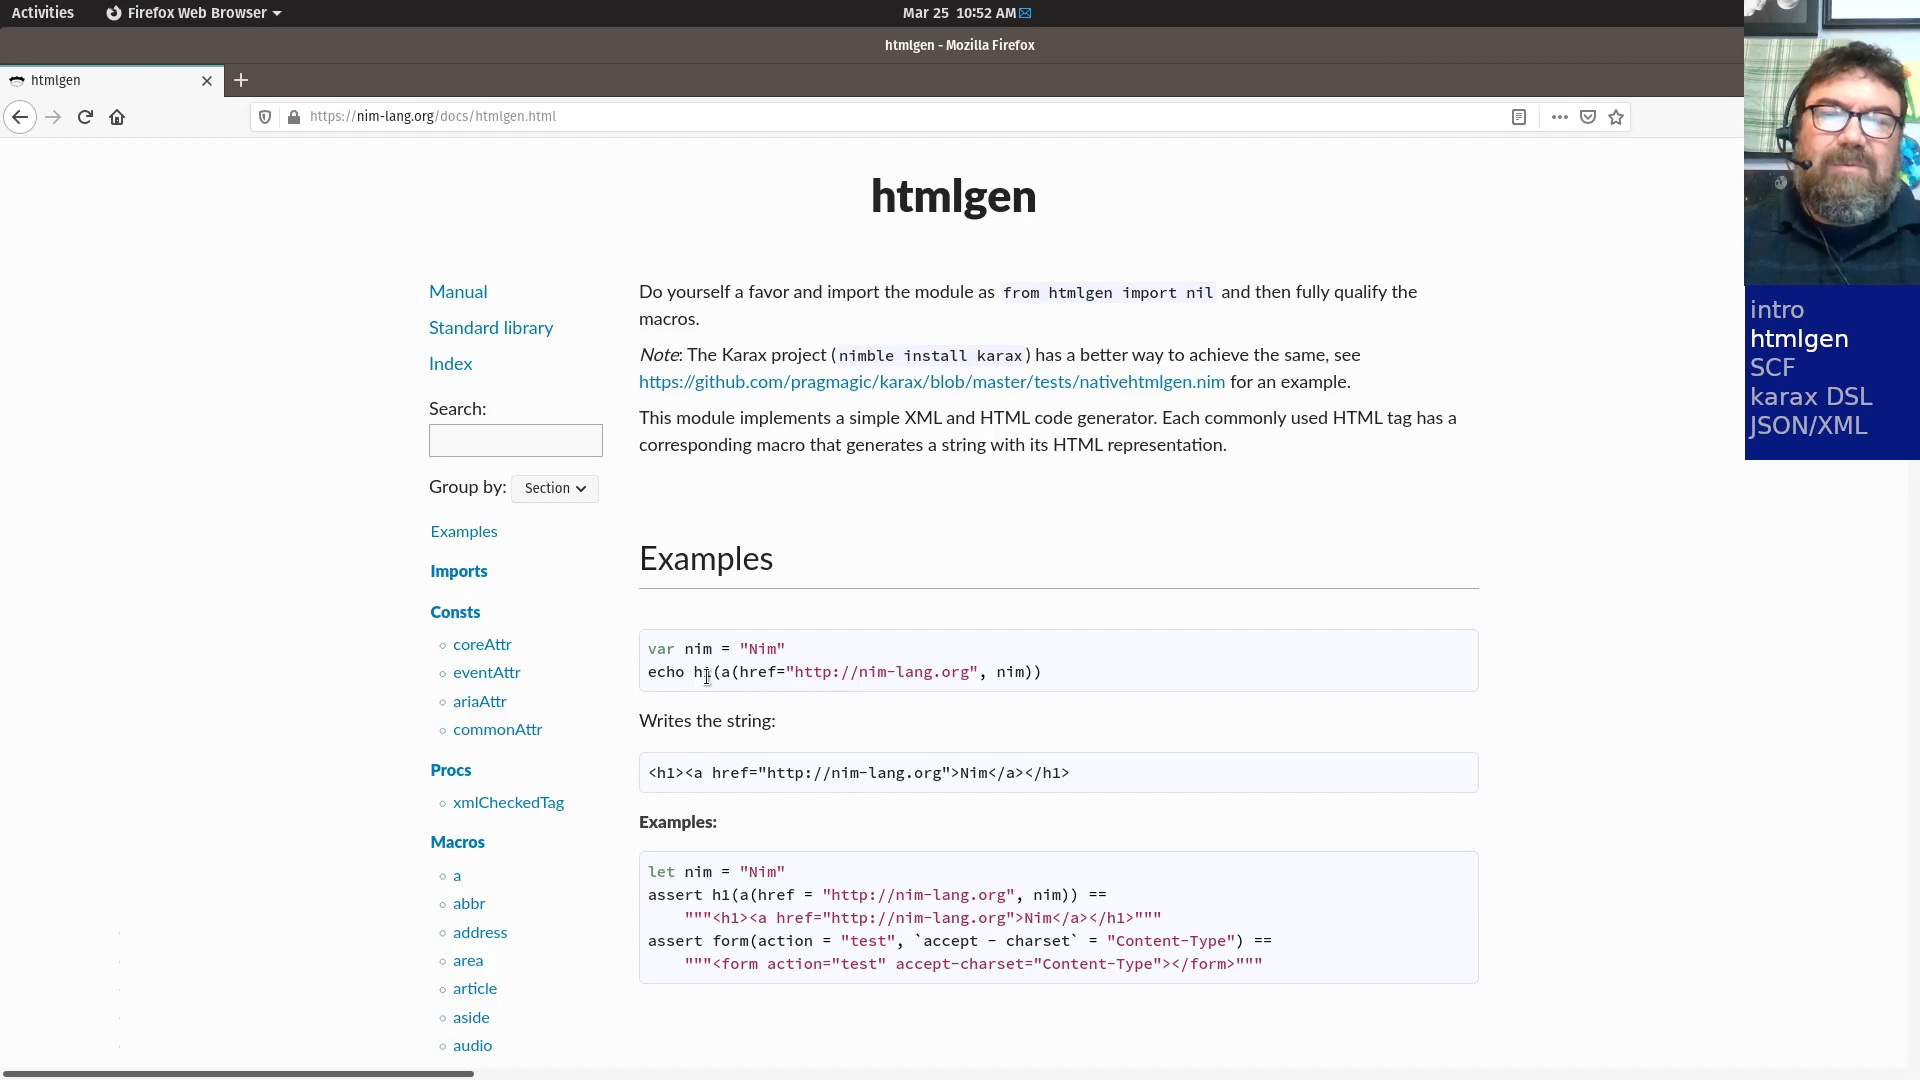 Activities
Firefox Web Browser
Mar 25 10:52 AM
htmlgen - Mozilla Firefox
htmlgen
https://nim-lang.org/docs/htmlgen.html
intro
htmlgen
SCF
karax DSL
JSON/XML
htmlgen
Manual
Standard library
Index
Search:
Group by: Section
Examples
Imports
Consts
coreAttr
eventAttr
ariaAttr
commonAttr
Procs
xmlCheckedTag
Macros
a
abbr
address
area
article
aside
audio
Do yourself a favor and import the module as from htmlgen import nil and then fully qualify the
macros.
Note: The Karax project (nimble install karax) has a better way to achieve the same, see
https://github.com/pragmagic/karax/blob/master/tests/nativehtmlgen.nim for an example.
This module implements a simple XML and HTML code generator. Each commonly used HTML tag has a
corresponding macro that generates a string with its HTML representation.
Examples
var nim = "Nim"
echo h1(a(href="http://nim-lang.org", nim))
Writes the string:
<h1><a href="http://nim-lang.org">Nim</a></h1>
Examples:
let nim = "Nim"
assert h1(a(href = "http://nim-lang.org", nim)) ==
"""<h1><a href="http://nim-lang.org">Nim</a></h1>"""
assert form(action = "test", `accept - charset` = "Content-Type") ==
"""<form action="test" accept-charset="Content-Type"></form>"""